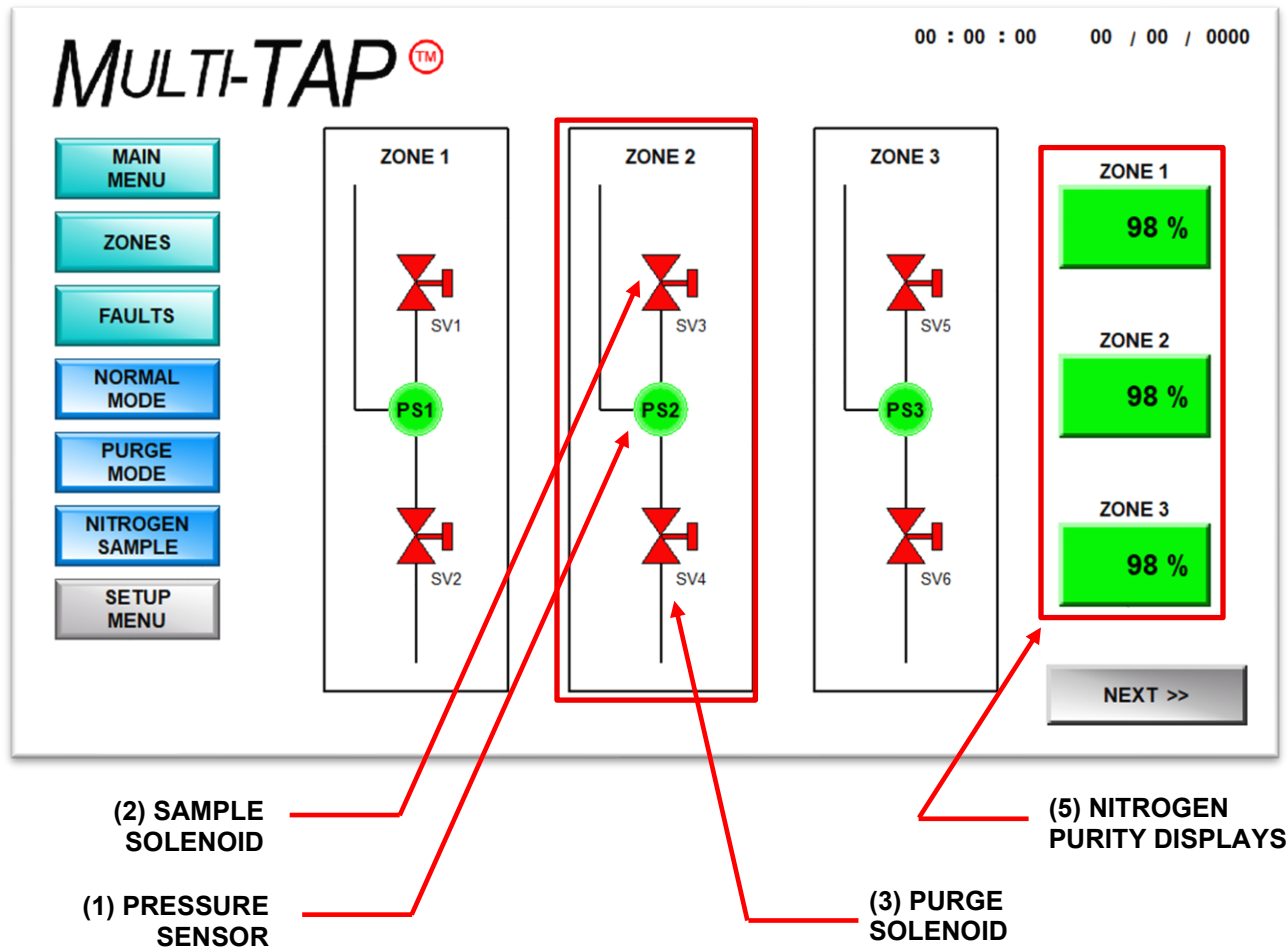 MULTI-TAP TM
00 : 00 : 00 00 / 00 / 0000
MAIN
MENU
ZONES
FAULTS
NORMAL
MODE
PURGE
MODE
NITROGEN
SAMPLE
SETUP
MENU
ZONE 1
SV1
PS1
SV2
ZONE 2
SV3
PS2
SV4
ZONE 3
SV5
PS3
SV6
ZONE 1
98 %
ZONE 2
98 %
ZONE 3
98 %
NEXT >>
(2) SAMPLE
SOLENOID
(1) PRESSURE
SENSOR
(3) PURGE
SOLENOID
(5) NITROGEN
PURITY DISPLAYS